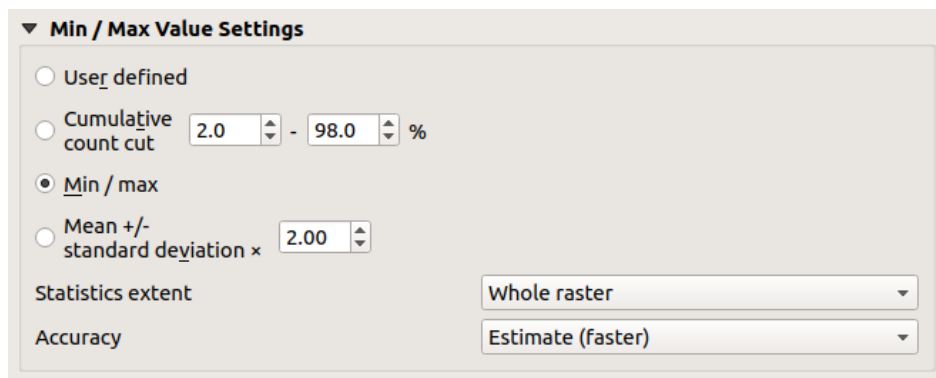 Min / Max Value Settings
User defined
Cumulative
count cut 2.0 - 98.0 %
Min / max
Mean +/-
standard deviation × 2.00
Statistics extent Whole raster
Accuracy Estimate (faster)